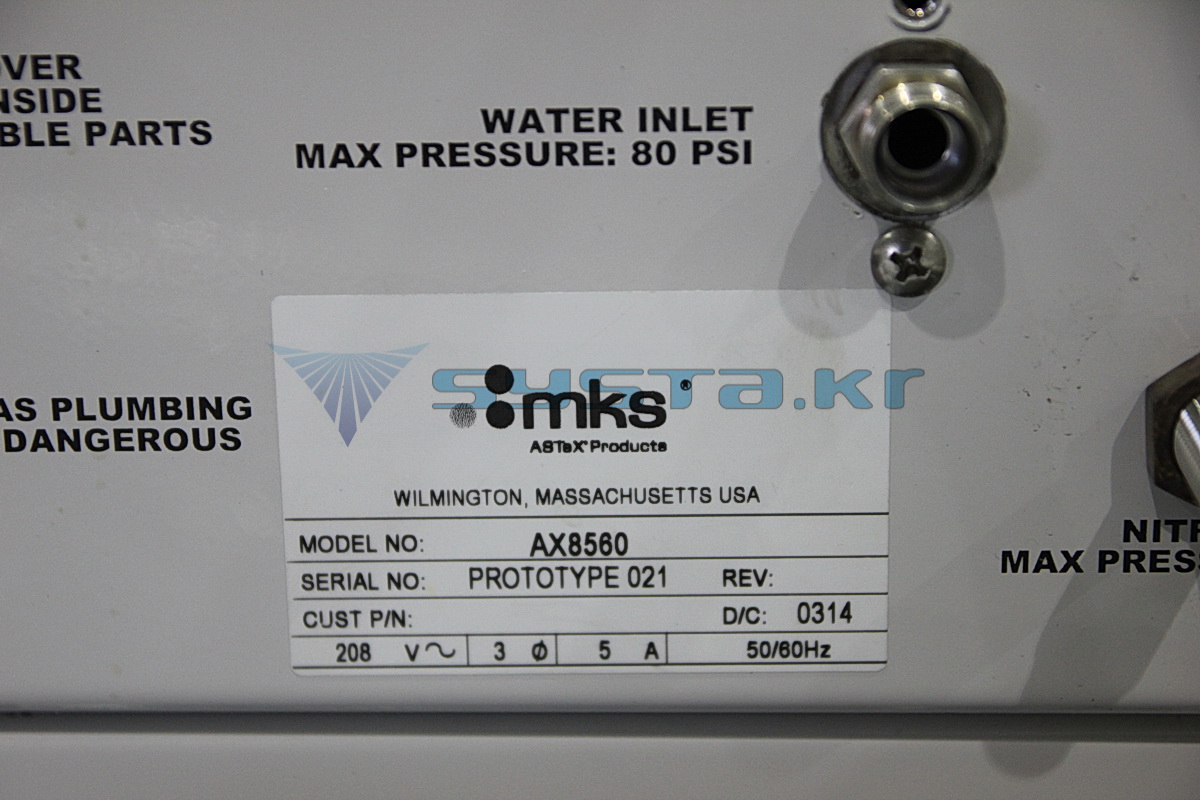 OVER
NSIDE
BLE PARTS
WATER INLET
MAX PRESSURE: 80 PSI
AS PLUMBING
DANGEROUS
systa.kr
mks®
ASTeX® Products
WILMINGTON, MASSACHUSETTS USA
MODEL NO: AX8560
SERIAL NO: PROTOTYPE 021 REV:
CUST P/N: D/C: 0314
208 V~ 3 Ø 5 A 50/60Hz
NITR
MAX PRESS